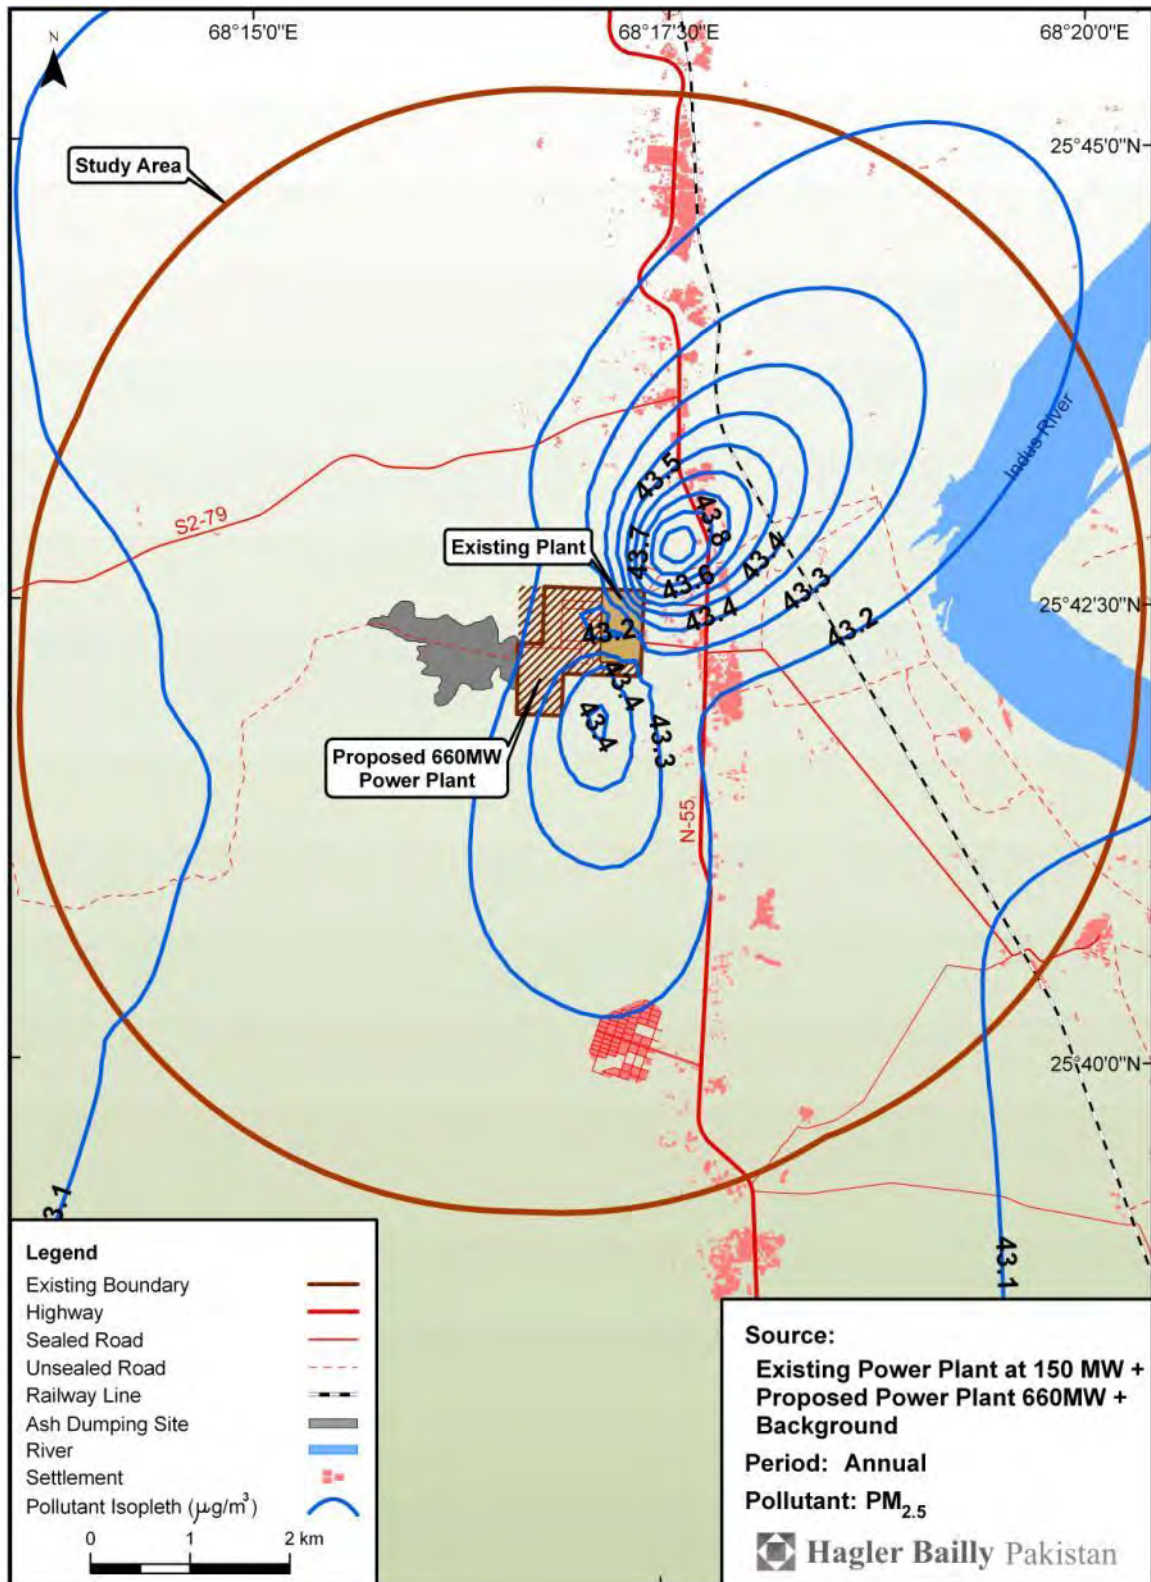 68°15'0"E
68°17'30"E
68°20'0"E
N
25°45'0"N
Study Area
Indus River
43.5
S2-79
43.8
Existing Plant
43.7
43.4
43.6
43.3
25°42'30"N
43.4
43.2
43.2
43.4
43.4
43.3
Proposed 660MW
Power Plant
N-55
25°40'0"N
3.1
43.1
Legend
Existing Boundary
Highway
Sealed Road
Unsealed Road
Railway Line
Ash Dumping Site
River
Settlement
Pollutant Isopleth (µg/m³)
0 1 2 km
Source:
Existing Power Plant at 150 MW +
Proposed Power Plant 660MW +
Background
Period: Annual
Pollutant: PM2.5
Hagler Bailly Pakistan